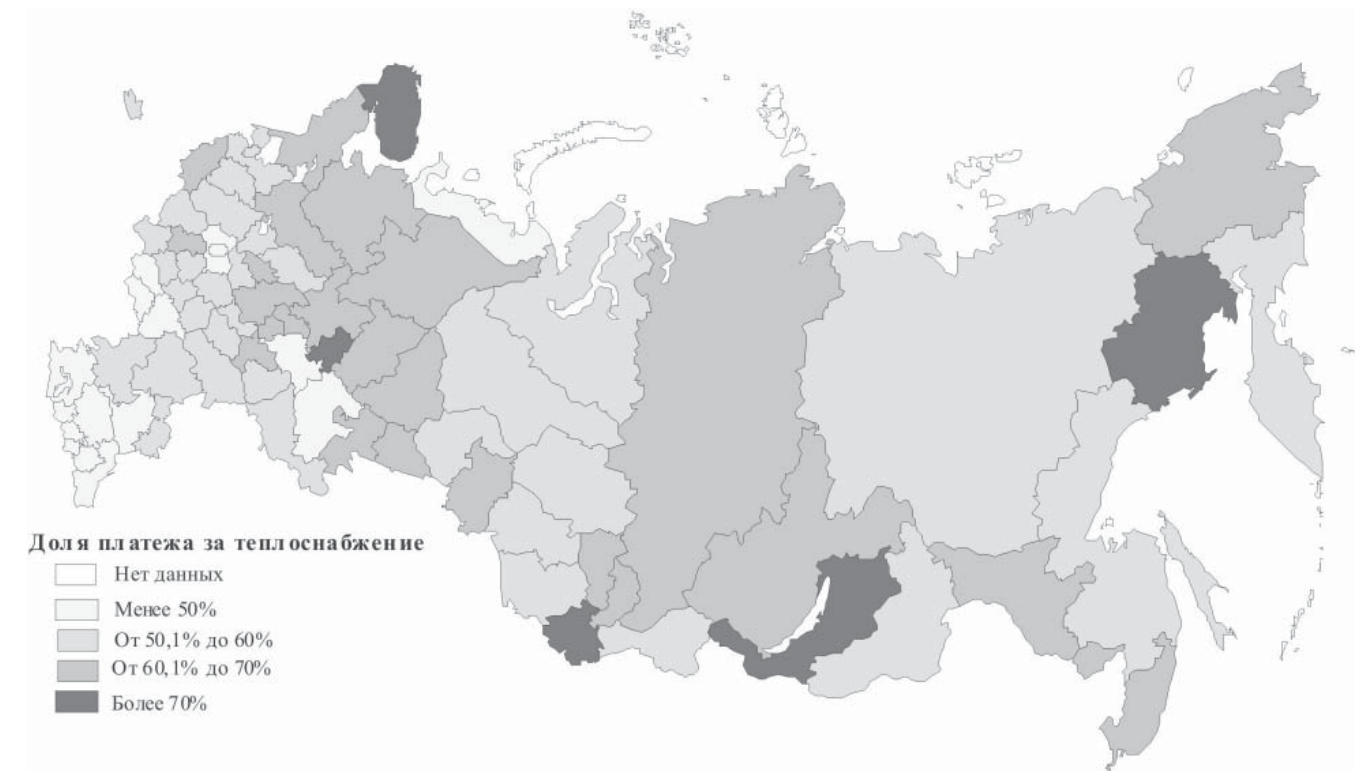 Доля платежа за теплоснабжение
Нет данных
Менее 50%
От 50,1% до 60%
От 60,1% до 70%
Более 70%